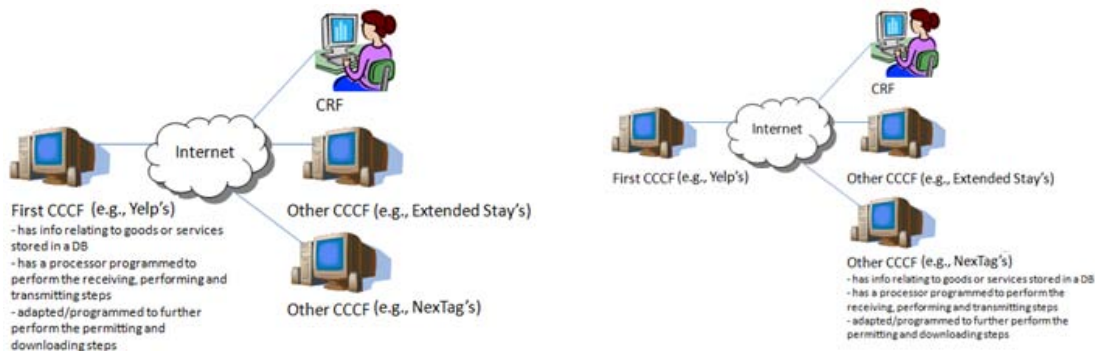 CRF
Internet
First CCCF (e.g., Yelp's)
- has info relating to goods or services
stored in a DB
- has a processor programmed to
perform the receiving, performing and
transmitting steps
- adapted/programmed to further
perform the permitting and
downloading steps
Other CCCF (e.g., Extended Stay's)
Other CCCF (e.g., NexTag's)
CRF
Internet
First CCCF (e.g., Yelp's)
Other CCCF (e.g., Extended Stay's)
Other CCCF (e.g., NexTag's)
- has info relating to goods or services stored in a DB
- has a processor programmed to perform the
receiving, performing and transmitting steps
- adapted/programmed to further perform the
permitting and downloading steps